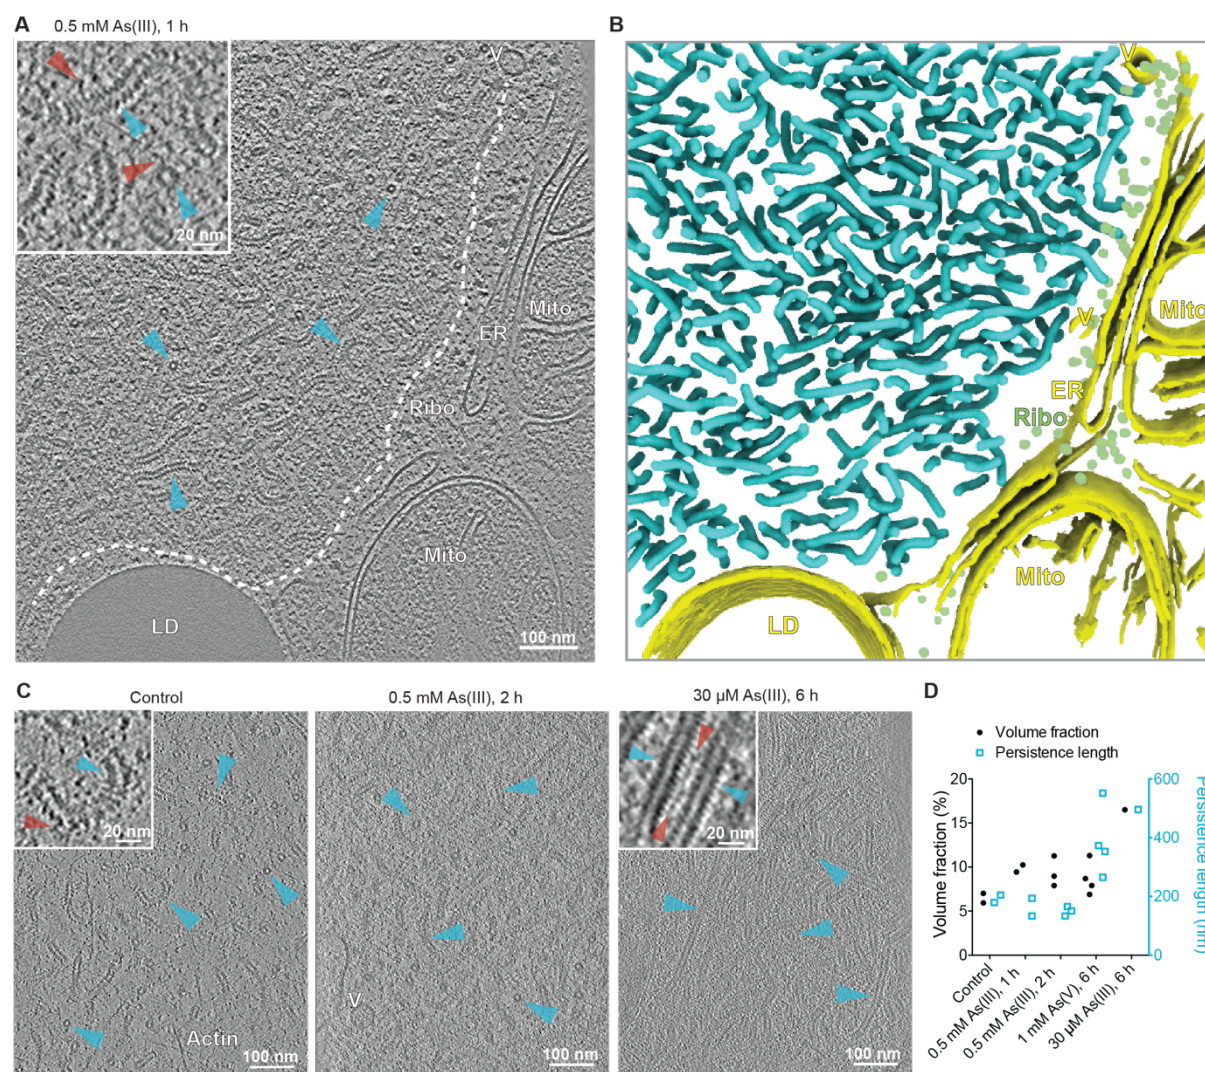 A
0.5 mM As(III), 1 h
20 nm
V
Mito
ER
Ribo
Mito
LD
100 nm
B
V
V
Mito
ER
Ribo
Mito
LD
C
Control
20 nm
Actin
100 nm
0.5 mM As(III), 2 h
V
100 nm
30 µM As(III), 6 h
20 nm
100 nm
D
Volume fraction
Persistence length
20
15
10
5
0
Volume fraction (%)
600
400
200
0
Persistence length (nm)
Control
0.5 mM As(III), 1 h
0.5 mM As(III), 2 h
1 mM As(V), 6 h
30 µM As(III), 6 h